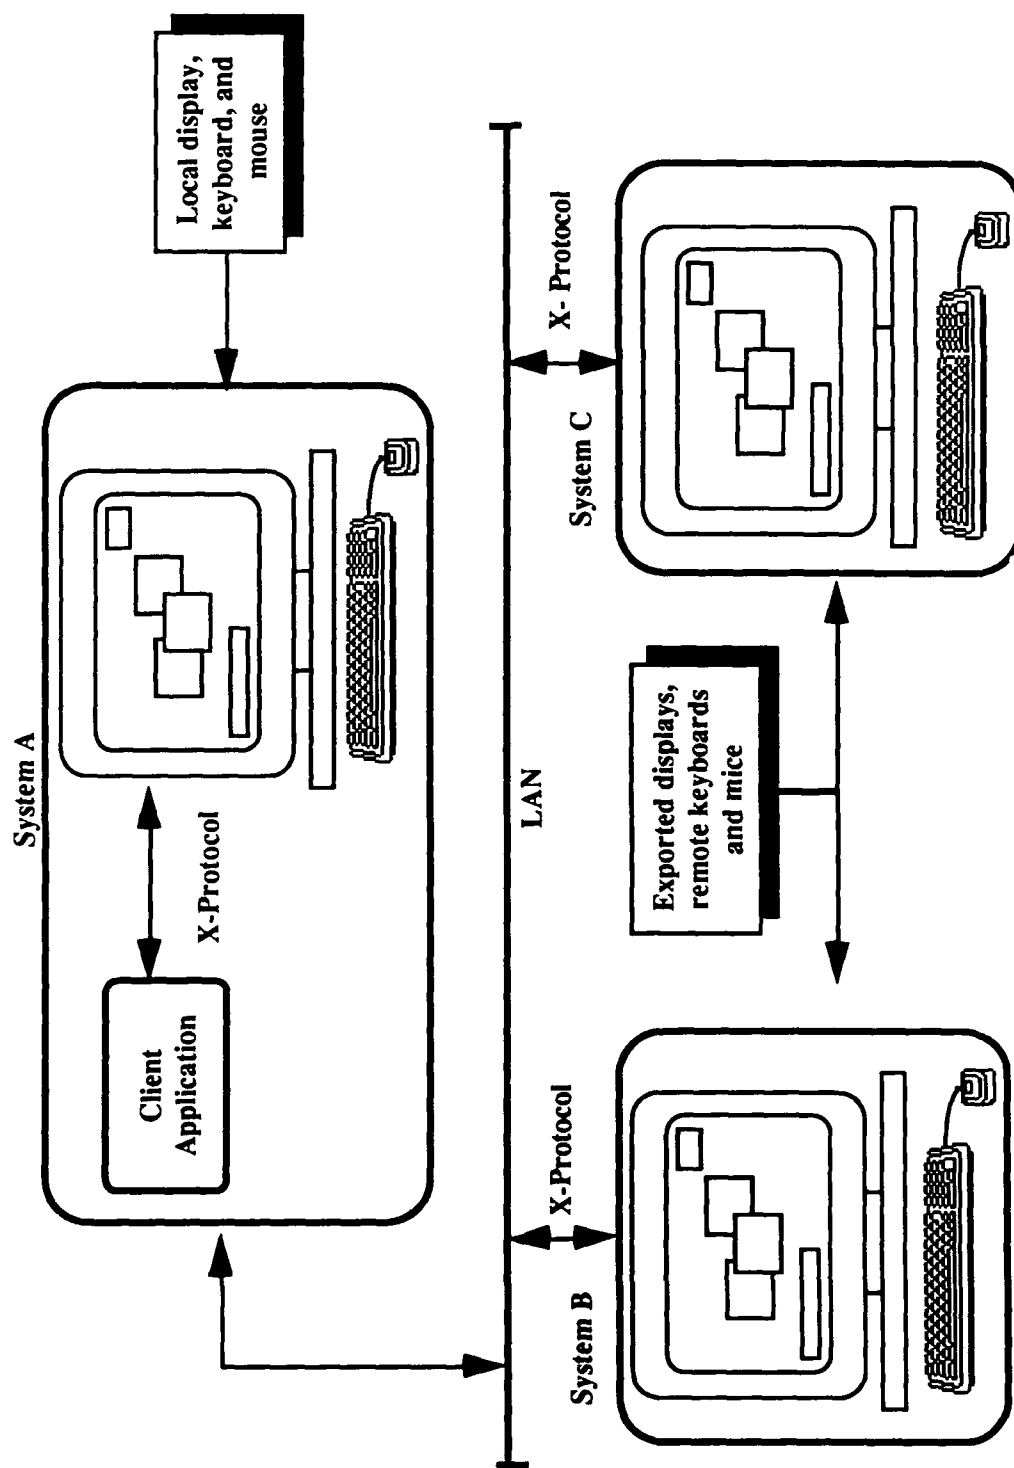 System A
Client
Application
X-Protocol
Local display,
keyboard, and
mouse
LAN
System B
X-Protocol
Exported displays,
remote keyboards
and mice
System C
X- Protocol